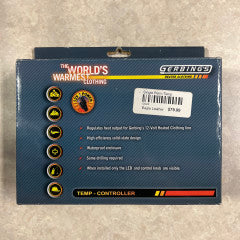 THE WORLD'S
WARMEST
CLOTHING
GERBING'S
$79.99
• Regulates heat output for Gerbing's 12 Volt Heated Clothing line
• High efficiency solid-state design
• Waterproof enclosure
• Some drilling required
• When installed only the LED and control knob are visible
TEMP - CONTROLLER